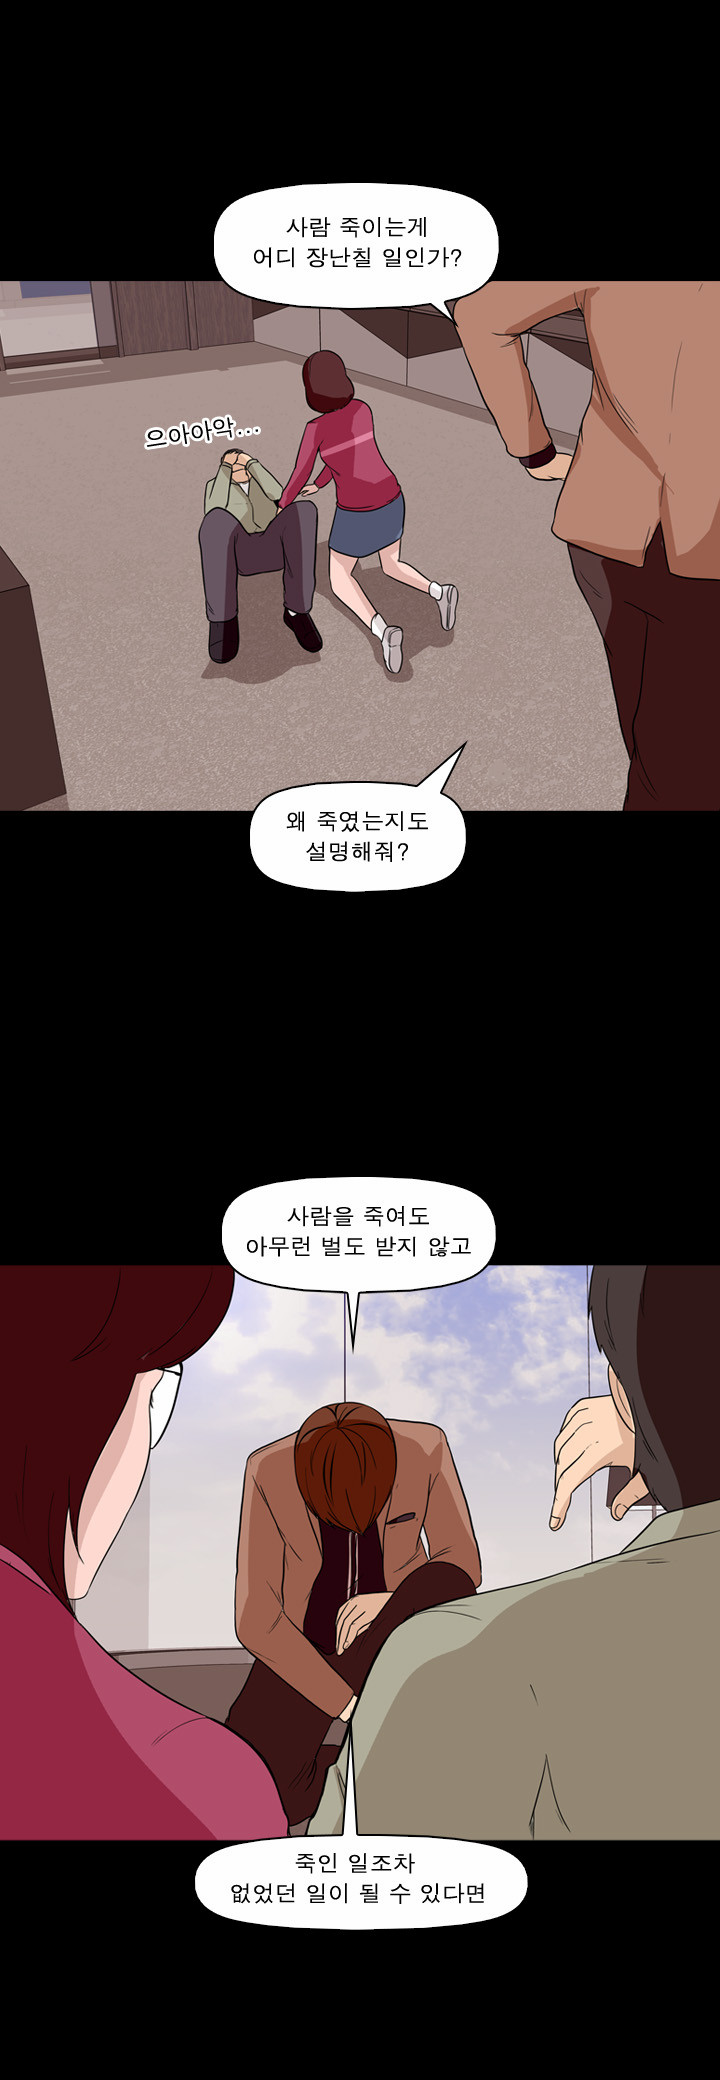 사람 죽이는게
어디 장난칠 일인가?
으아아악...
왜 죽였는지도
설명해줘?
사람을 죽여도
아무런 벌도 받지 않고
죽인 일조차
없었던 일이 될 수 있다면